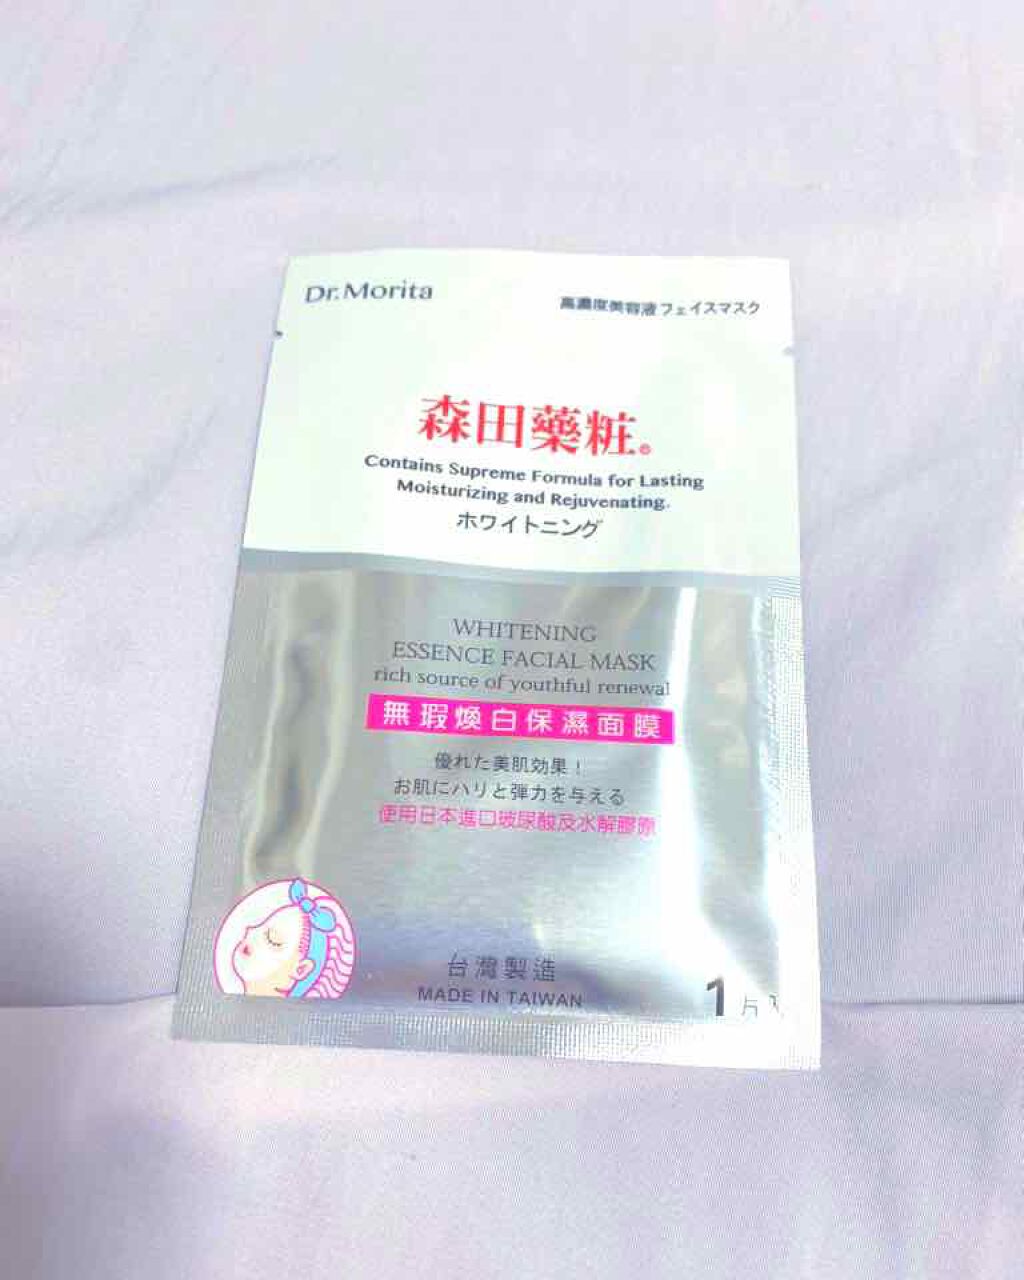 Dr.Morita
高濃度美容液フェイスマスク
森田藥粧®
Contains Supreme Formula for Lasting
Moisturizing and Rejuvenating.
ホワイトニング
WHITENING
ESSENCE FACIAL MASK
rich source of youthful renewal
無瑕煥白保濕面膜
優れた美肌効果！
お肌にハリと弾力を与える
使用日本進口玻尿酸及水解膠原
台灣製造
MADE IN TAIWAN
1片入